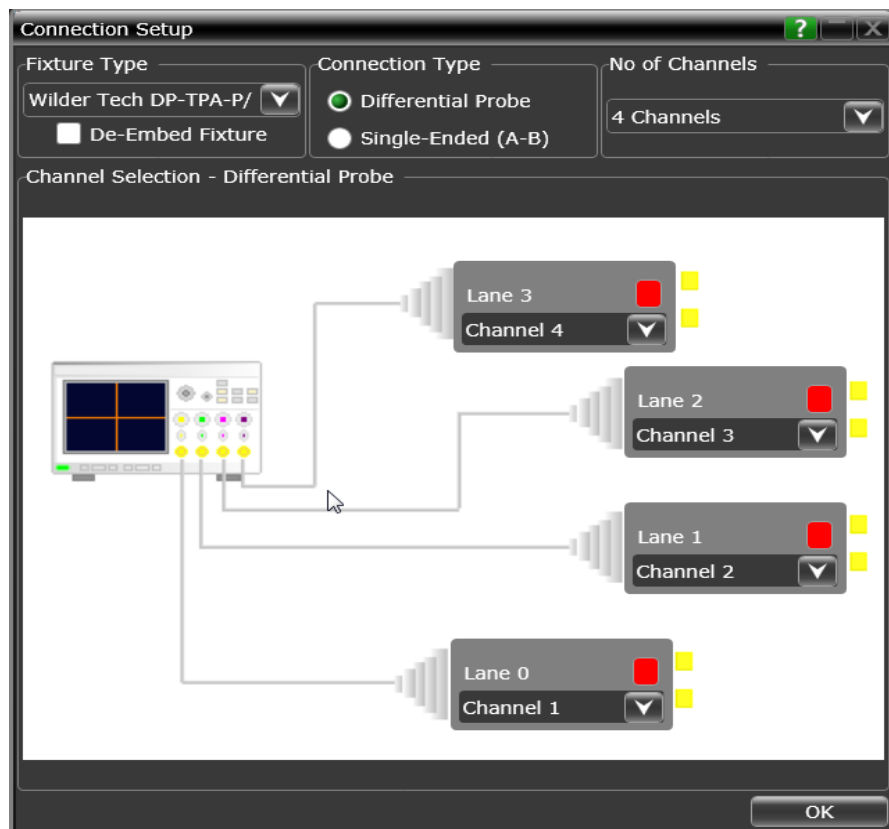 Connection Setup
?
Fixture Type
Wilder Tech DP-TPA-P/
De-Embed Fixture
Connection Type
Differential Probe
Single-Ended (A-B)
No of Channels
4 Channels
Channel Selection - Differential Probe
Lane 3
Channel 4
Lane 2
Channel 3
Lane 1
Channel 2
Lane 0
Channel 1
OK